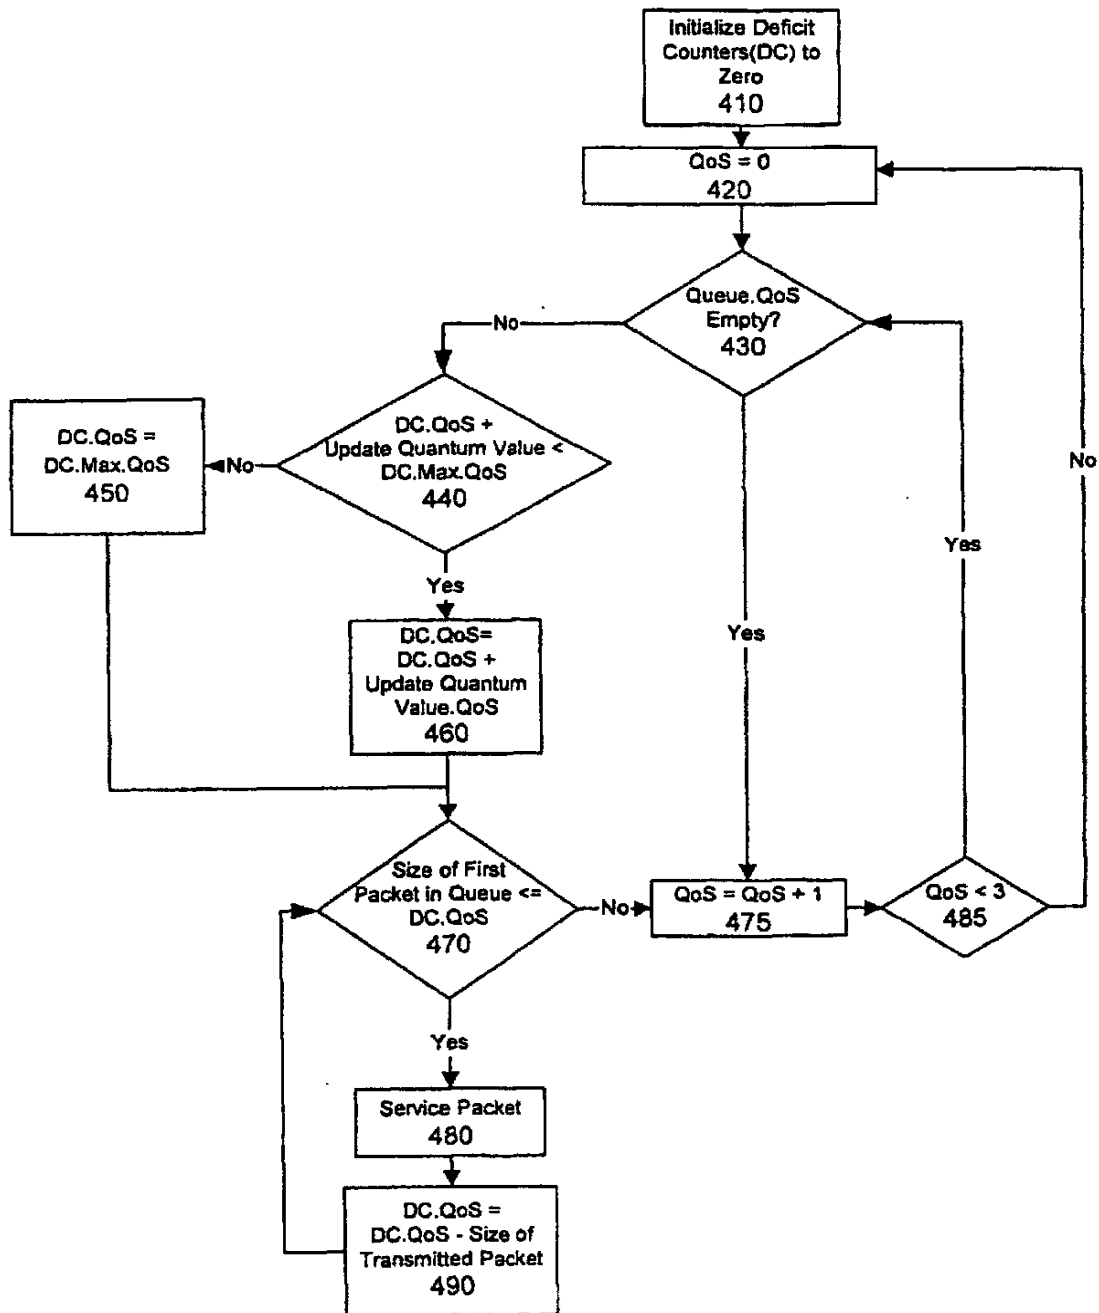 Initialize Deficit
Counters(DC) to
Zero
410
QoS = 0
420
Queue.QoS
Empty?
430
No
DC.QoS +
Update Quantum Value <
DC.Max.QoS
440
No
DC.QoS =
DC.Max.QoS
450
No
Yes
Yes
DC.QoS=
DC.QoS +
Update Quantum
Value.QoS
460
Yes
Size of First
Packet in Queue <=
DC.QoS
470
No
QoS = QoS + 1
475
QoS < 3
485
Yes
Service Packet
480
DC.QoS =
DC.QoS - Size of
Transmitted Packet
490